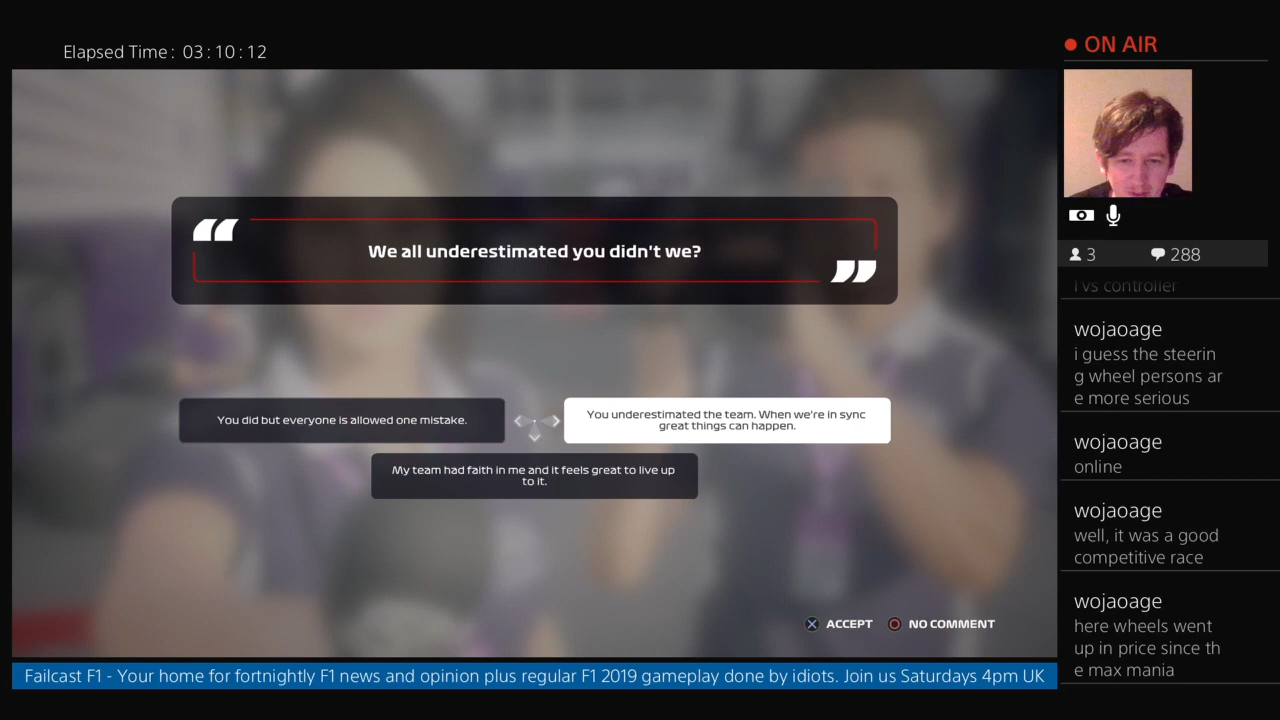 Elapsed Time: 03:10:12
ON AIR
We all underestimated you didn't we?
You did but everyone is allowed one mistake.
You underestimated the team. When we're in sync
great things can happen.
My team had faith in me and it feels great to live up
to it.
ACCEPT
NO COMMENT
3
288
l vs controller
wojaoage
i guess the steerin
g wheel persons ar
e more serious
wojaoage
online
wojaoage
well, it was a good
competitive race
wojaoage
here wheels went
up in price since th
e max mania
Failcast F1 - Your home for fortnightly F1 news and opinion plus regular F1 2019 gameplay done by idiots. Join us Saturdays 4pm UK